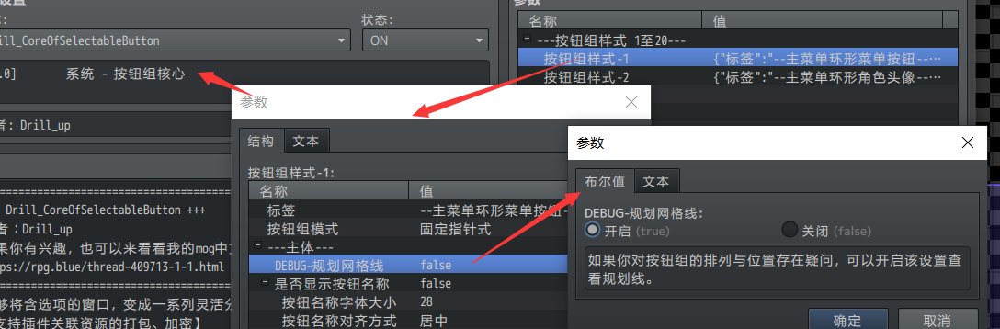 设置
状态:
参数
ill_CoreOfSelectableButton
ON
名称 值
---按钮组样式 1至20---
按钮组样式-1 {"标签":"--主菜单环形菜单按钮--…
按钮组样式-2 {"标签":"--主菜单环形角色头像--…
.0] 系统 - 按钮组核心
者: Drill_up
参数
结构 文本
按钮组样式-1:
名称 值
标签 --主菜单环形菜单按钮-
按钮组模式 固定指针式
---主体---
DEBUG-规划网格线 false
是否显示按钮名称 false
按钮名称字体大小 28
按钮名称对齐方式 居中
参数
布尔值 文本
DEBUG-规划网格线:
开启 (true) 关闭 (false)
如果你对按钮组的排列与位置存在疑问,可以开启该设置查
看规划线。
确定 取消
=====================================
Drill_CoreOfSelectableButton +++
者:Drill_up
果你有兴趣,也可以来看看我的mog中文
ps://rpg.blue/thread-409713-1-1.html
=====================================
够将含选项的窗口,变成一系列灵活分
支持插件关联资源的打包、加密】